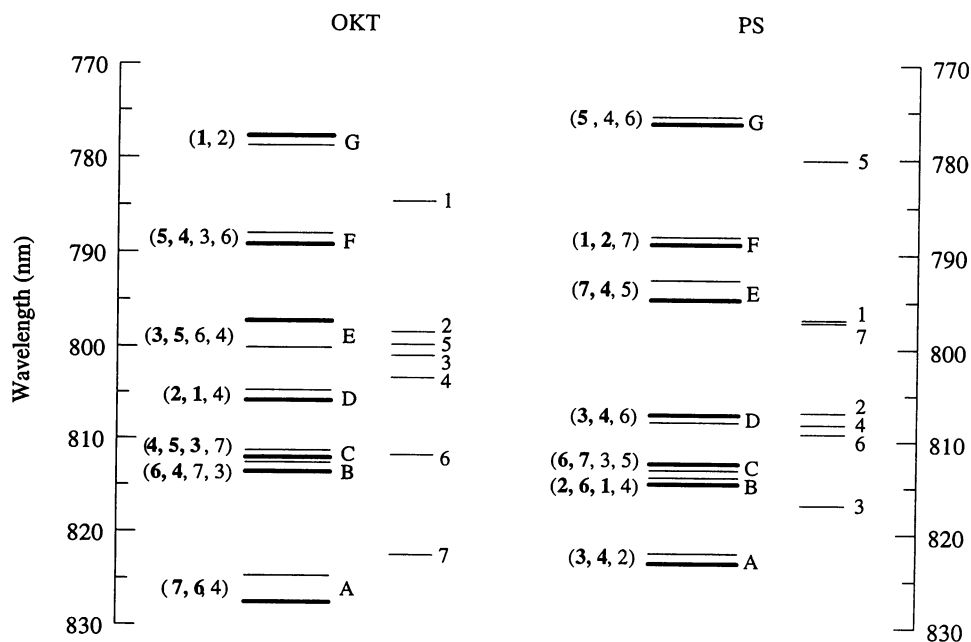 OKT
PS
Wavelength (nm)
770
780
790
800
810
820
830
(1, 2) G
1
(5, 4, 3, 6) F
(3, 5, 6, 4) E
2
5
3
4
(2, 1, 4) D
(4, 5, 3, 7) C
(6, 4, 7, 3) B
6
7
(7, 6, 4) A
(5 , 4, 6) G
5
(1, 2, 7) F
(7, 4, 5) E
1
7
(3, 4, 6) D
2
4
6
(6, 7, 3, 5) C
(2, 6, 1, 4) B
3
(3, 4, 2) A
770
780
790
800
810
820
830